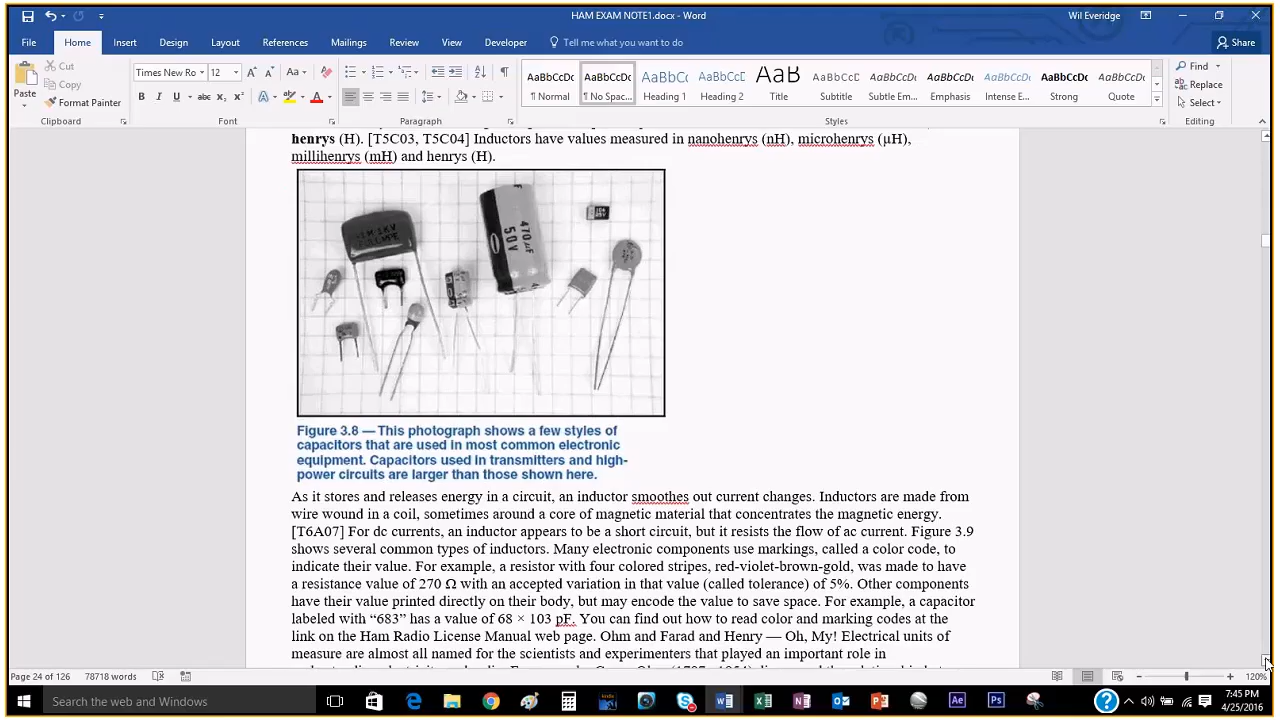 HAM EXAM NOTE1.docx - Word
Wil Everidge
File Home Insert Design Layout References Mailings Review View Developer Tell me what you want to do Share
Paste
Cut
Copy
Format Painter
Clipboard
Times New Ro 12
Font
Paragraph
AaBbCcDc AaBbCcDc AaBbCc AaBbCcC AaB AaBbCcD AaBbCcDc AaBbCcDc AaBbCcDc AaBbCcDc AaBbCcDc
¶ Normal ¶ No Spac... Heading 1 Heading 2 Title Subtitle Subtle Em... Emphasis Intense E... Strong Quote
Styles
Find
Replace
Select
Editing
henrys (H). [T5C03, T5C04] Inductors have values measured in nanohenrys (nH), microhenrys (µH),
millihenrys (mH) and henrys (H).
470µF
50V
Figure 3.8 — This photograph shows a few styles of
capacitors that are used in most common electronic
equipment. Capacitors used in transmitters and high-
power circuits are larger than those shown here.
As it stores and releases energy in a circuit, an inductor smoothes out current changes. Inductors are made from
wire wound in a coil, sometimes around a core of magnetic material that concentrates the magnetic energy.
[T6A07] For dc currents, an inductor appears to be a short circuit, but it resists the flow of ac current. Figure 3.9
shows several common types of inductors. Many electronic components use markings, called a color code, to
indicate their value. For example, a resistor with four colored stripes, red-violet-brown-gold, was made to have
a resistance value of 270 Ω with an accepted variation in that value (called tolerance) of 5%. Other components
have their value printed directly on their body, but may encode the value to save space. For example, a capacitor
labeled with “683” has a value of 68 × 103 pF. You can find out how to read color and marking codes at the
link on the Ham Radio License Manual web page. Ohm and Farad and Henry — Oh, My! Electrical units of
measure are almost all named for the scientists and experimenters that played an important role in
Page 24 of 126 78718 words
120%
Search the web and Windows
7:45 PM
4/25/2016